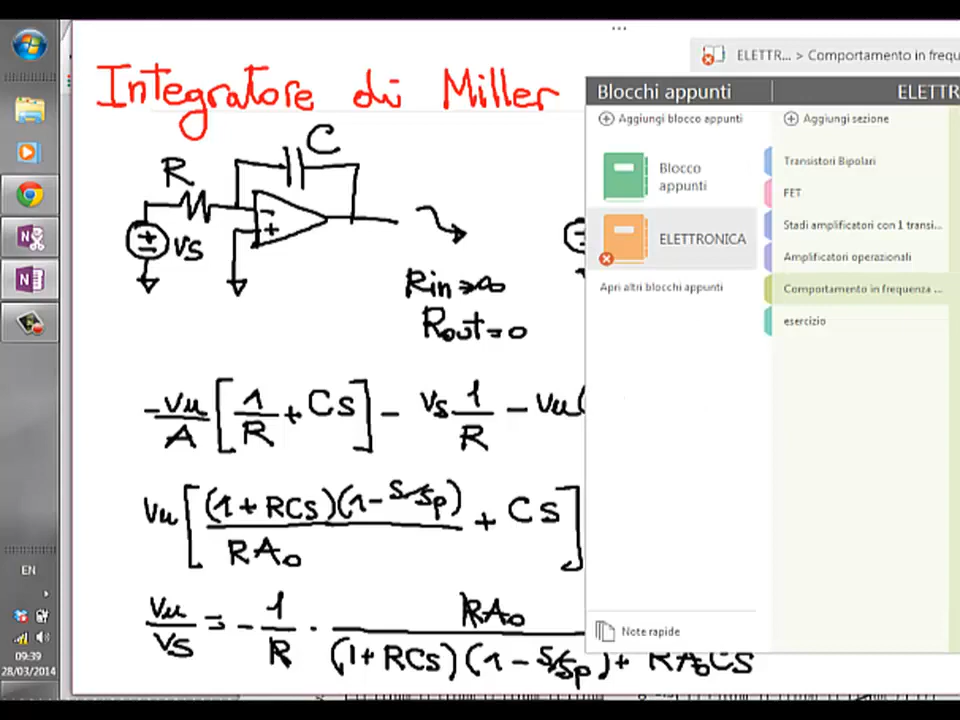 ELETTR... > Comportamento in freque
Integratore di Miller
Blocchi appunti
ELETTR
Aggiungi blocco appunti
Aggiungi sezione
Blocco appunti
ELETTRONICA
Apri altri blocchi appunti
Transistori Bipolari
FET
Stadi amplificatori con 1 transi...
Amplificatori operazionali
Comportamento in frequenza ...
esercizio
Note rapide
R
C
-
+
+
-
Vs
Rin → ∞
Rout = 0
-Vu/A [1/R + Cs] - Vs 1/R - Vu(
Vu [(1 + RCs)(1 - s/sp)/RA₀ + Cs]
Vu/Vs = - 1/R · RA₀/(1 + RCs)(1 - s/sp) + RA₀Cs
EN
09:39
28/03/2014